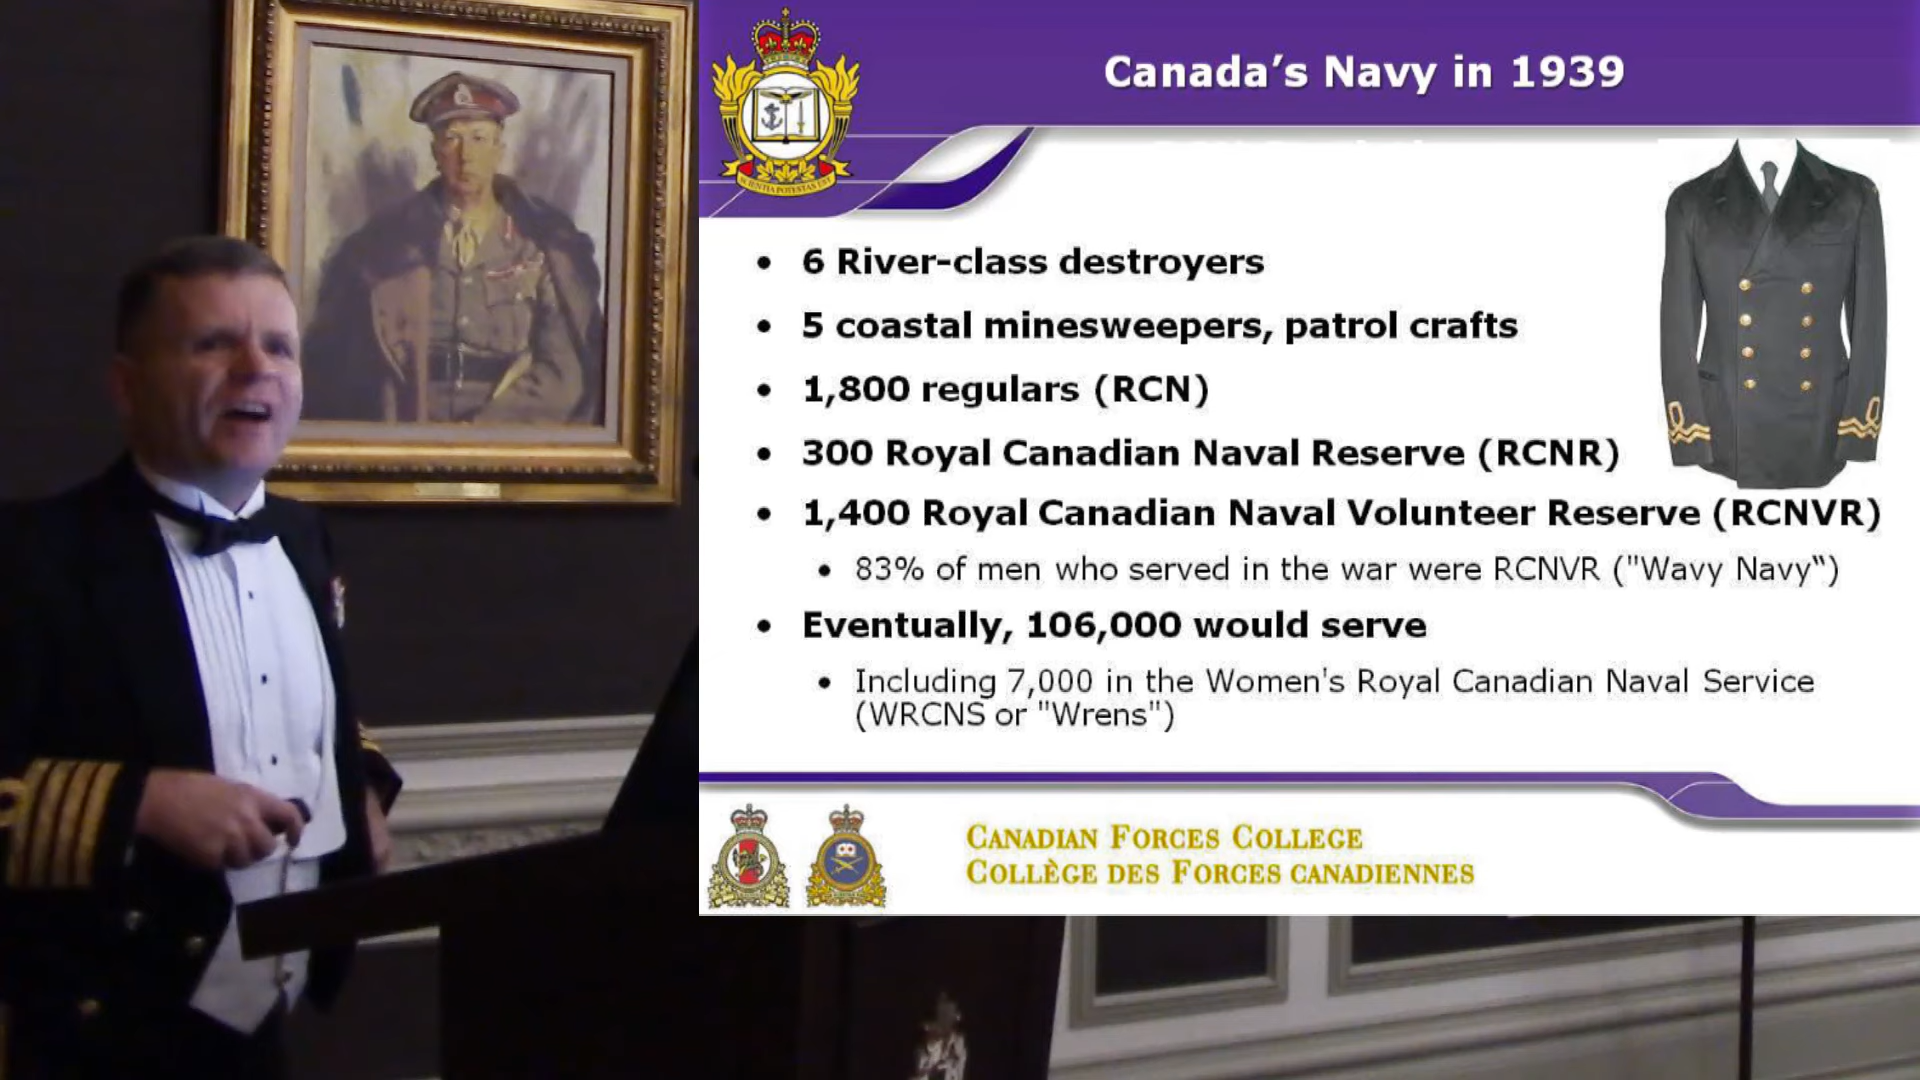 Canada’s Navy in 1939
SCIENTIA POTESTAS EST
• 6 River-class destroyers
• 5 coastal minesweepers, patrol crafts
• 1,800 regulars (RCN)
• 300 Royal Canadian Naval Reserve (RCNR)
• 1,400 Royal Canadian Naval Volunteer Reserve (RCNVR)
• 83% of men who served in the war were RCNVR ("Wavy Navy“)
• Eventually, 106,000 would serve
• Including 7,000 in the Women's Royal Canadian Naval Service
(WRCNS or "Wrens")
CANADIAN FORCES COLLEGE
COLLÈGE DES FORCES CANADIENNES